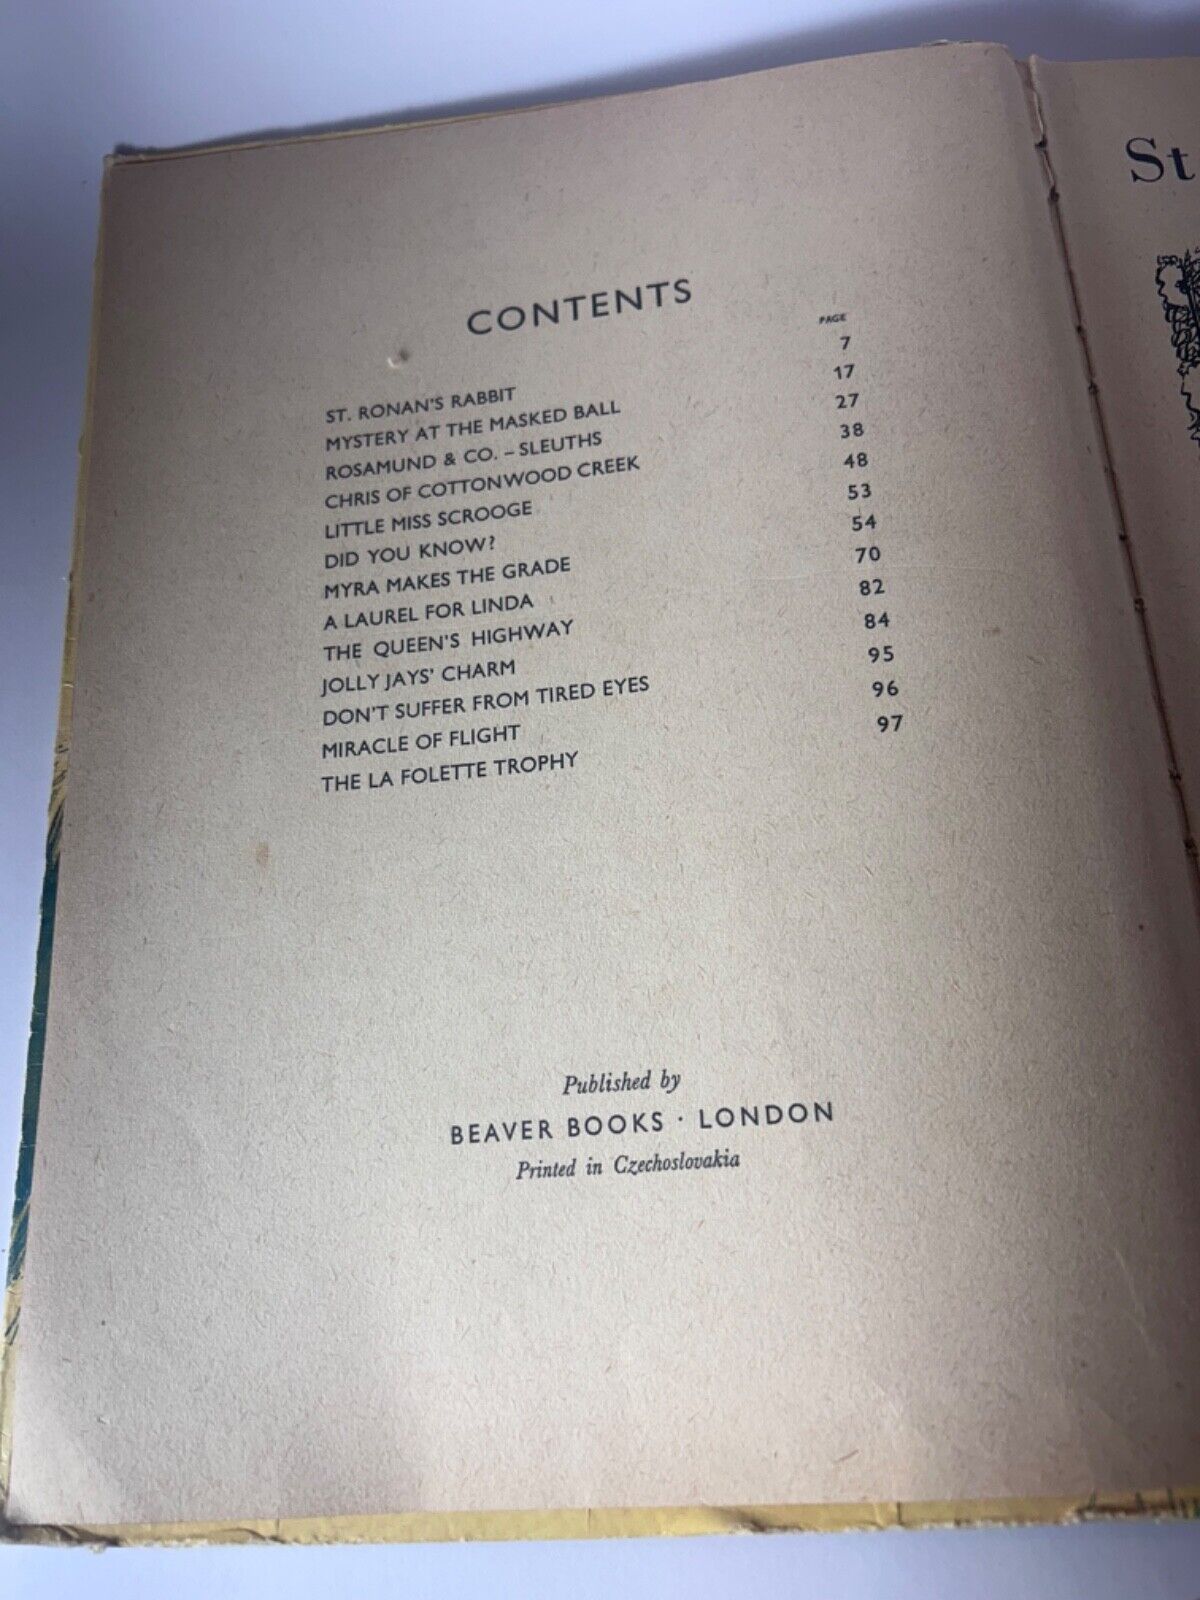 CONTENTS
PAGE
ST. RONAN'S RABBIT 7
MYSTERY AT THE MASKED BALL 17
ROSAMUND & CO. – SLEUTHS 27
CHRIS OF COTTONWOOD CREEK 38
LITTLE MISS SCROOGE 48
DID YOU KNOW? 53
MYRA MAKES THE GRADE 54
A LAUREL FOR LINDA 70
THE QUEEN'S HIGHWAY 82
JOLLY JAYS' CHARM 84
DON'T SUFFER FROM TIRED EYES 95
MIRACLE OF FLIGHT 96
THE LA FOLETTE TROPHY 97
Published by
BEAVER BOOKS · LONDON
Printed in Czechoslovakia
St